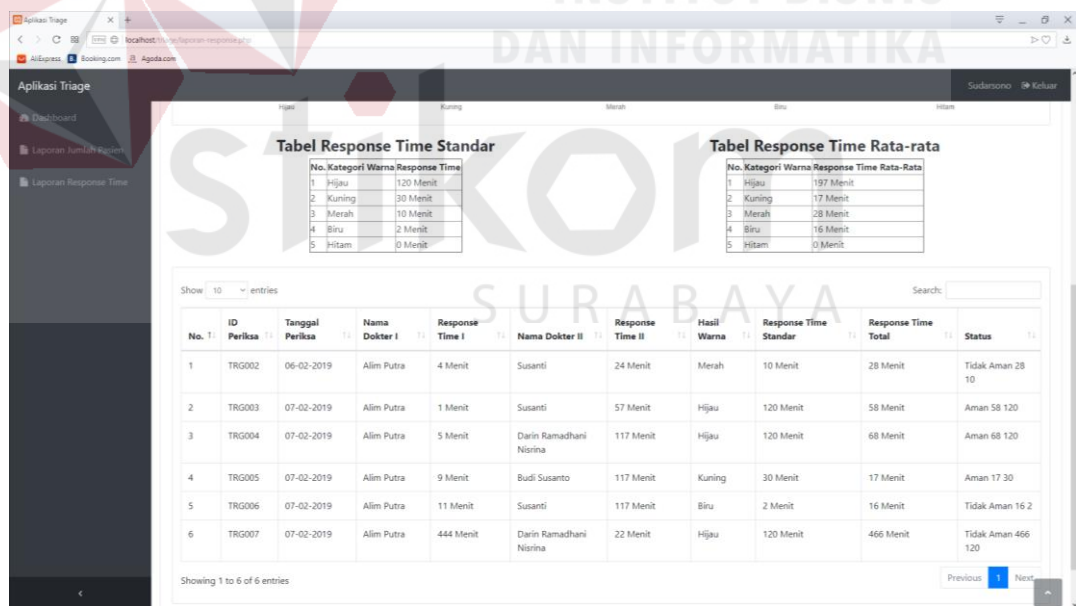 INSTITUT BISNIS
DAN INFORMATIKA
stikom
SURABAYA
Aplikasi Triage
localhost/triage/laporan-response.php
AliExpress Booking.com Agoda.com
Aplikasi Triage
Sudarsono Keluar
Dashboard
Laporan Jumlah Pasien
Laporan Response Time
Hijau Kuning Merah Biru Hitam
Tabel Response Time Standar
No. Kategori Warna Response Time
1 Hijau 120 Menit
2 Kuning 30 Menit
3 Merah 10 Menit
4 Biru 2 Menit
5 Hitam 0 Menit
Tabel Response Time Rata-rata
No. Kategori Warna Response Time Rata-Rata
1 Hijau 197 Menit
2 Kuning 17 Menit
3 Merah 28 Menit
4 Biru 16 Menit
5 Hitam 0 Menit
Show 10 entries
Search:
No. ID Periksa Tanggal Periksa Nama Dokter I Response Time I Nama Dokter II Response Time II Hasil Warna Response Time Standar Response Time Total Status
1 TRG002 06-02-2019 Alim Putra 4 Menit Susanti 24 Menit Merah 10 Menit 28 Menit Tidak Aman 28 10
2 TRG003 07-02-2019 Alim Putra 1 Menit Susanti 57 Menit Hijau 120 Menit 58 Menit Aman 58 120
3 TRG004 07-02-2019 Alim Putra 5 Menit Darin Ramadhani Nisrina 117 Menit Hijau 120 Menit 68 Menit Aman 68 120
4 TRG005 07-02-2019 Alim Putra 9 Menit Budi Susanto 117 Menit Kuning 30 Menit 17 Menit Aman 17 30
5 TRG006 07-02-2019 Alim Putra 11 Menit Susanti 117 Menit Biru 2 Menit 16 Menit Tidak Aman 16 2
6 TRG007 07-02-2019 Alim Putra 444 Menit Darin Ramadhani Nisrina 22 Menit Hijau 120 Menit 466 Menit Tidak Aman 466 120
Showing 1 to 6 of 6 entries
Previous 1 Next